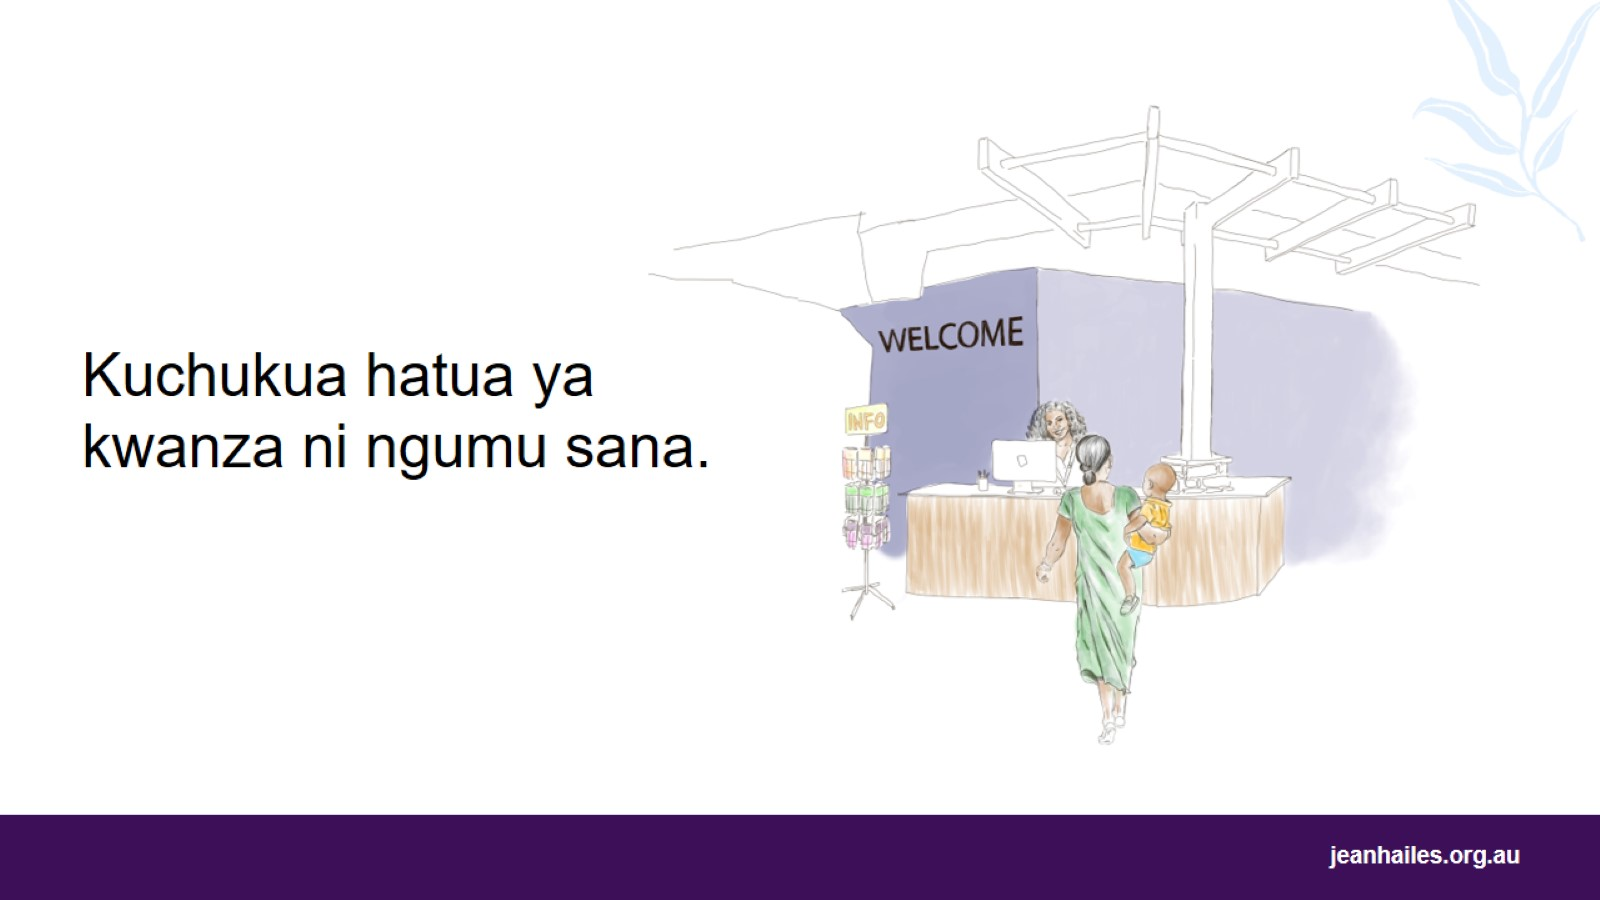 Kuchukua hatua ya
kwanza ni ngumu sana.
WELCOME
INFO
jeanhailes.org.au